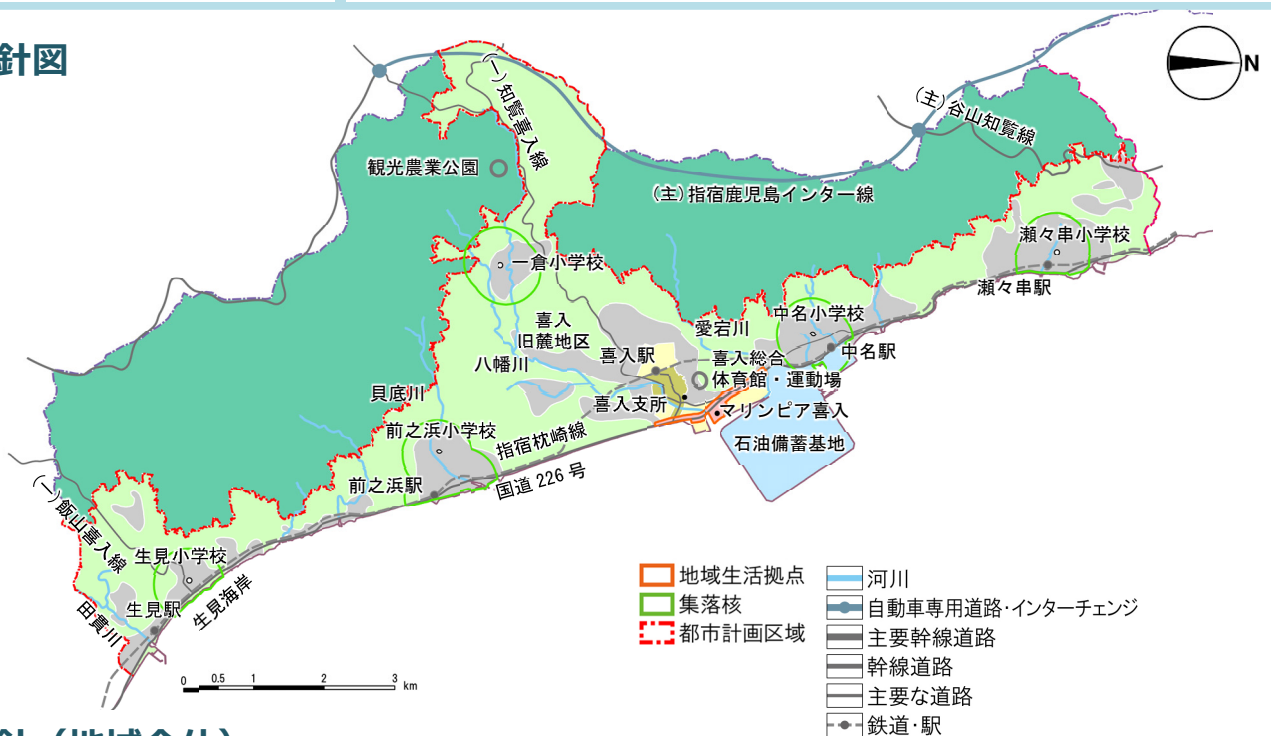 針図
N
(一)知覧喜入線
(主)谷山知覧線
観光農業公園
(主)指宿鹿児島インター線
瀬々串小学校
一倉小学校
瀬々串駅
喜入
旧麓地区
愛宕川
中名小学校
中名駅
喜入駅
喜入総合
体育館・運動場
八幡川
貝底川
喜入支所
マリンピア喜入
前之浜小学校
指宿枕崎線
石油備蓄基地
前之浜駅
国道226号
(一)飯山喜入線
生見小学校
生見駅
生見海岸
田貫川
0 0.5 1 2 3 km
地域生活拠点
集落核
都市計画区域
河川
自動車専用道路・インターチェンジ
主要幹線道路
幹線道路
主要な道路
鉄道・駅